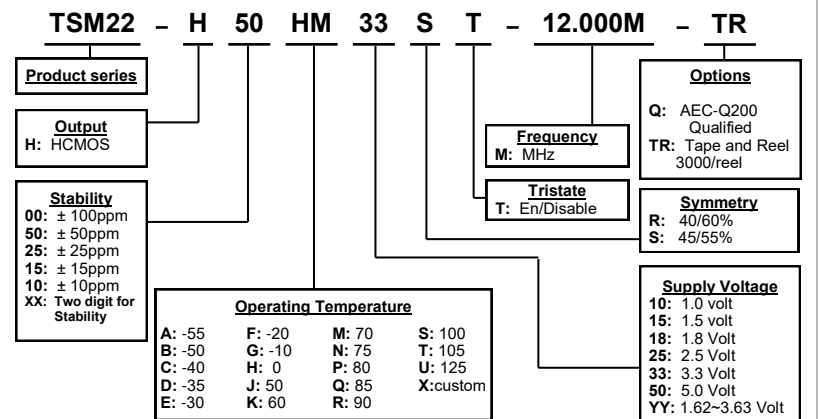 TSM22 – H 50 HM 33 S T – 12.000M – TR
Product series
Output
H: HCMOS
Stability
00: ± 100ppm
50: ± 50ppm
25: ± 25ppm
15: ± 15ppm
10: ± 10ppm
XX: Two digit for
Stability
Operating Temperature
A: -55 F: -20 M: 70 S: 100
B: -50 G: -10 N: 75 T: 105
C: -40 H: 0 P: 80 U: 125
D: -35 J: 50 Q: 85 X:custom
E: -30 K: 60 R: 90
Frequency
M: MHz
Tristate
T: En/Disable
Options
Q: AEC-Q200
Qualified
TR: Tape and Reel
3000/reel
Symmetry
R: 40/60%
S: 45/55%
Supply Voltage
10: 1.0 volt
15: 1.5 volt
18: 1.8 Volt
25: 2.5 Volt
33: 3.3 Volt
50: 5.0 Volt
YY: 1.62~3.63 Volt